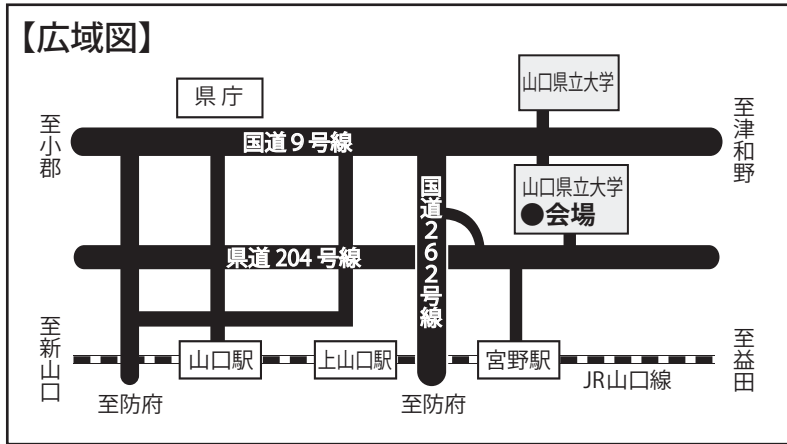 【広域図】
県庁
山口県立大学
至小郡
国道9号線
至津和野
山口県立大学
●会場
国道262号線
県道204号線
至新山口
山口駅
上山口駅
宮野駅
JR山口線
至益田
至防府
至防府